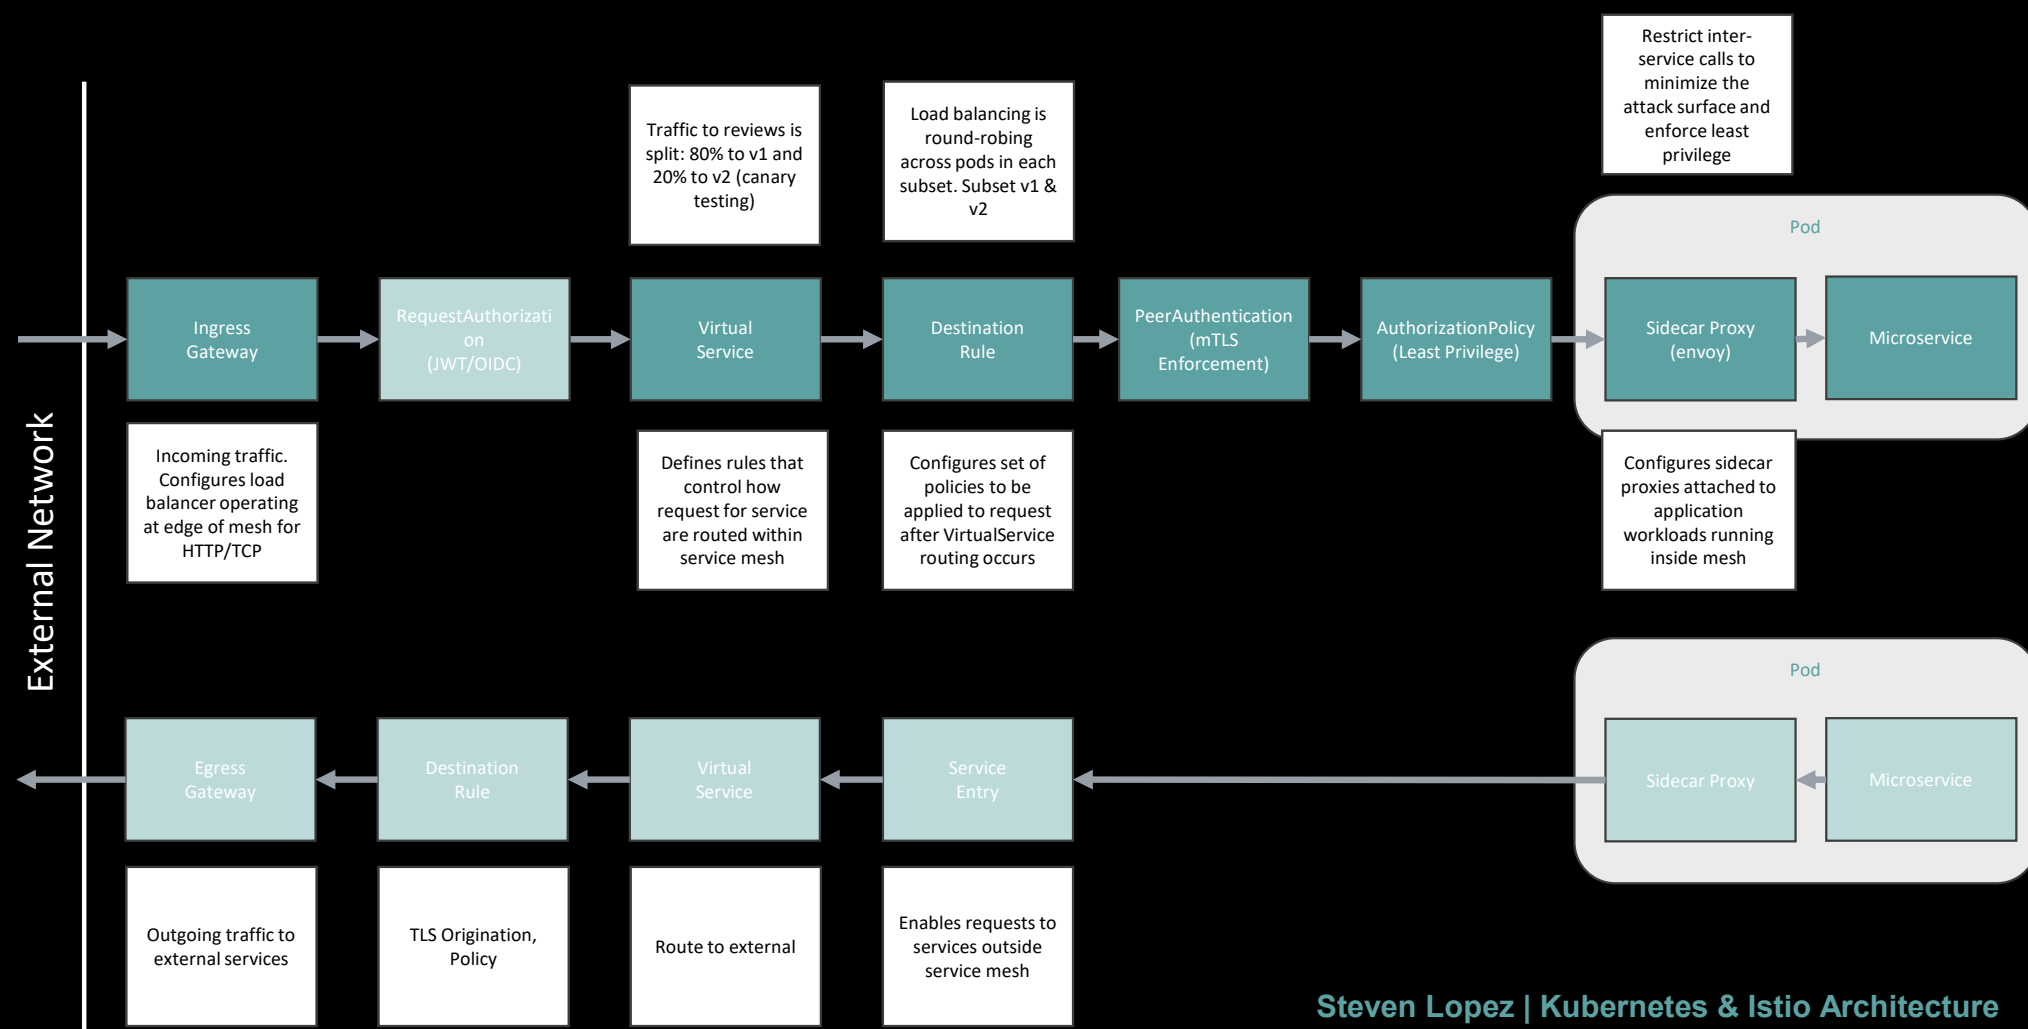 Restrict inter-
service calls to
minimize the
attack surface and
enforce least
privilege
Traffic to reviews is
split: 80% to v1 and
20% to v2 (canary
testing)
Load balancing is
round-robing
across pods in each
subset. Subset v1 &
v2
Pod
Ingress
Gateway
RequestAuthorizati
on
(JWT/OIDC)
Virtual
Service
Destination
Rule
PeerAuthentication
(mTLS
Enforcement)
AuthorizationPolicy
(Least Privilege)
Sidecar Proxy
(envoy)
Microservice
External Network
Incoming traffic.
Configures load
balancer operating
at edge of mesh for
HTTP/TCP
Defines rules that
control how
request for service
are routed within
service mesh
Configures set of
policies to be
applied to request
after VirtualService
routing occurs
Configures sidecar
proxies attached to
application
workloads running
inside mesh
Pod
Egress
Gateway
Destination
Rule
Virtual
Service
Service
Entry
Sidecar Proxy
Microservice
Outgoing traffic to
external services
TLS Origination,
Policy
Route to external
Enables requests to
services outside
service mesh
Steven Lopez | Kubernetes & Istio Architecture